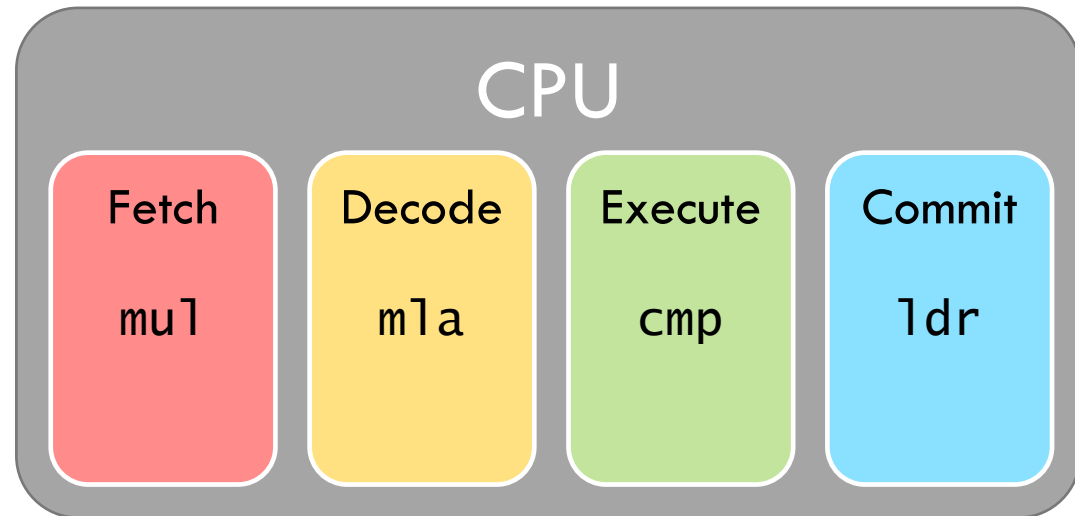 CPU
Fetch
Decode
Execute
Commit
mul
mla
cmp
ldr